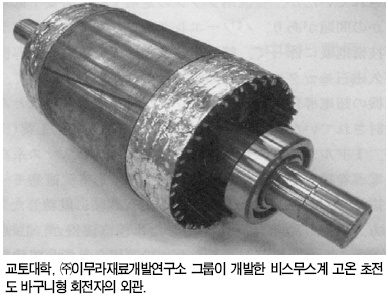 교토대학, ㈜이무라재료개발연구소 그룹이 개발한 비스무스계 고온 초전
도 바구니형 회전자의 외관.